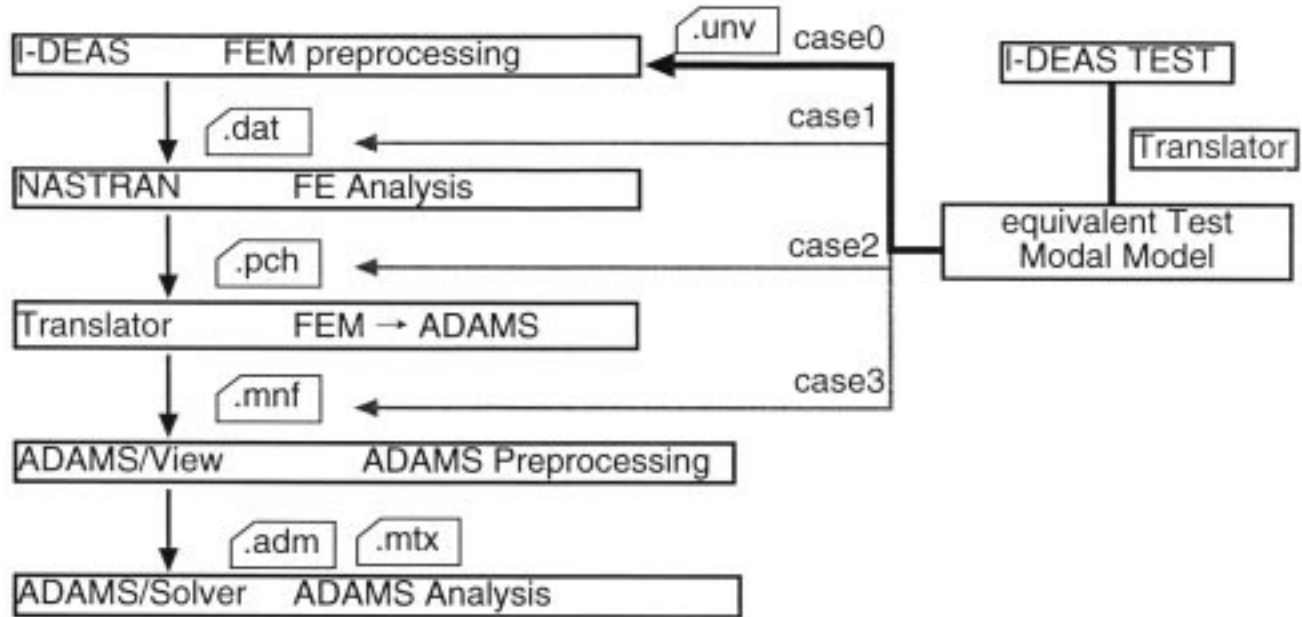 .unv
case0
I-DEAS FEM preprocessing
I-DEAS TEST
.dat
case1
Translator
NASTRAN FE Analysis
equivalent Test
Modal Model
.pch
case2
Translator FEM → ADAMS
.mnf
case3
ADAMS/View ADAMS Preprocessing
.adm .mtx
ADAMS/Solver ADAMS Analysis